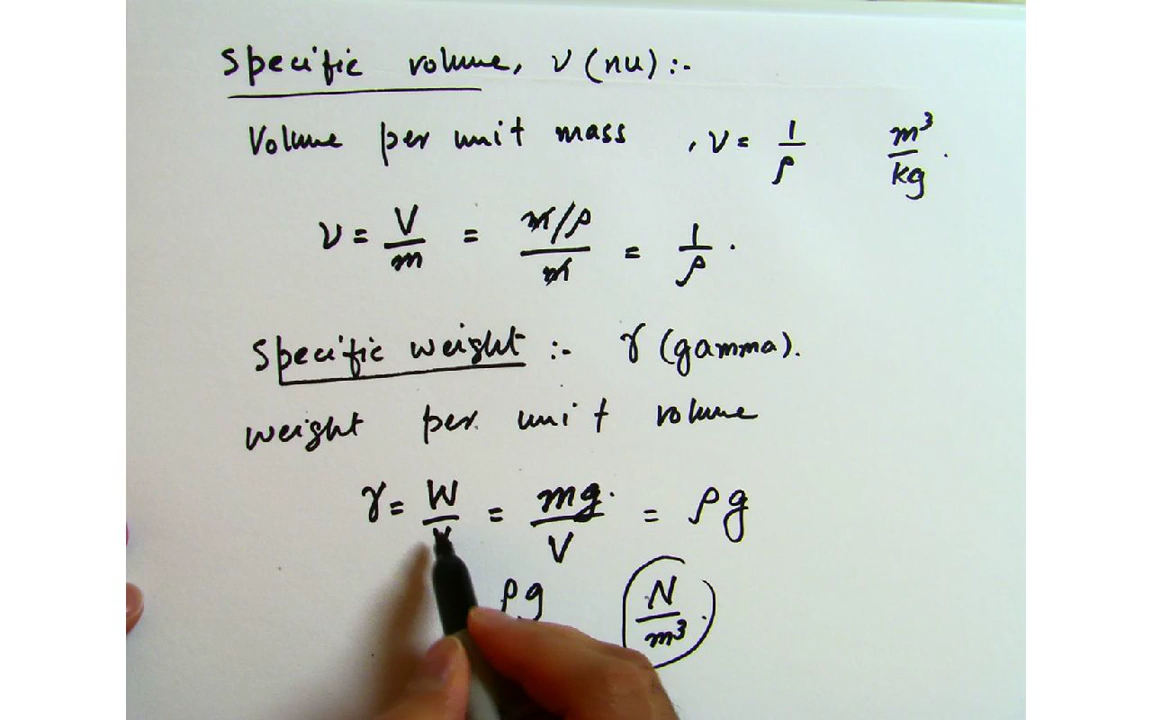 Specific volume, ν (nu) :-
Volume per unit mass , ν = 1/ρ m³/kg .
ν = V/m = m/ρ / m = 1/ρ .
Specific weight :- γ (gamma).
Weight per unit volume
γ = W/V = mg/V = ρg
ρg N/m³ .